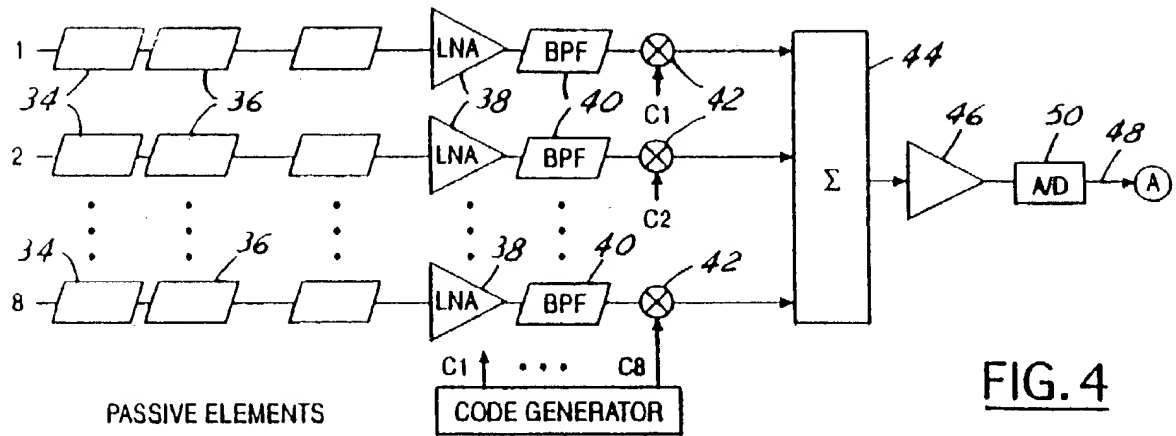 1 LNA BPF 44
34 36 38 40 C1 42 46 50 48
2 LNA BPF C2 Σ A/D A
34 36 38 40 42
8 LNA BPF
C1 C8
PASSIVE ELEMENTS CODE GENERATOR
FIG. 4